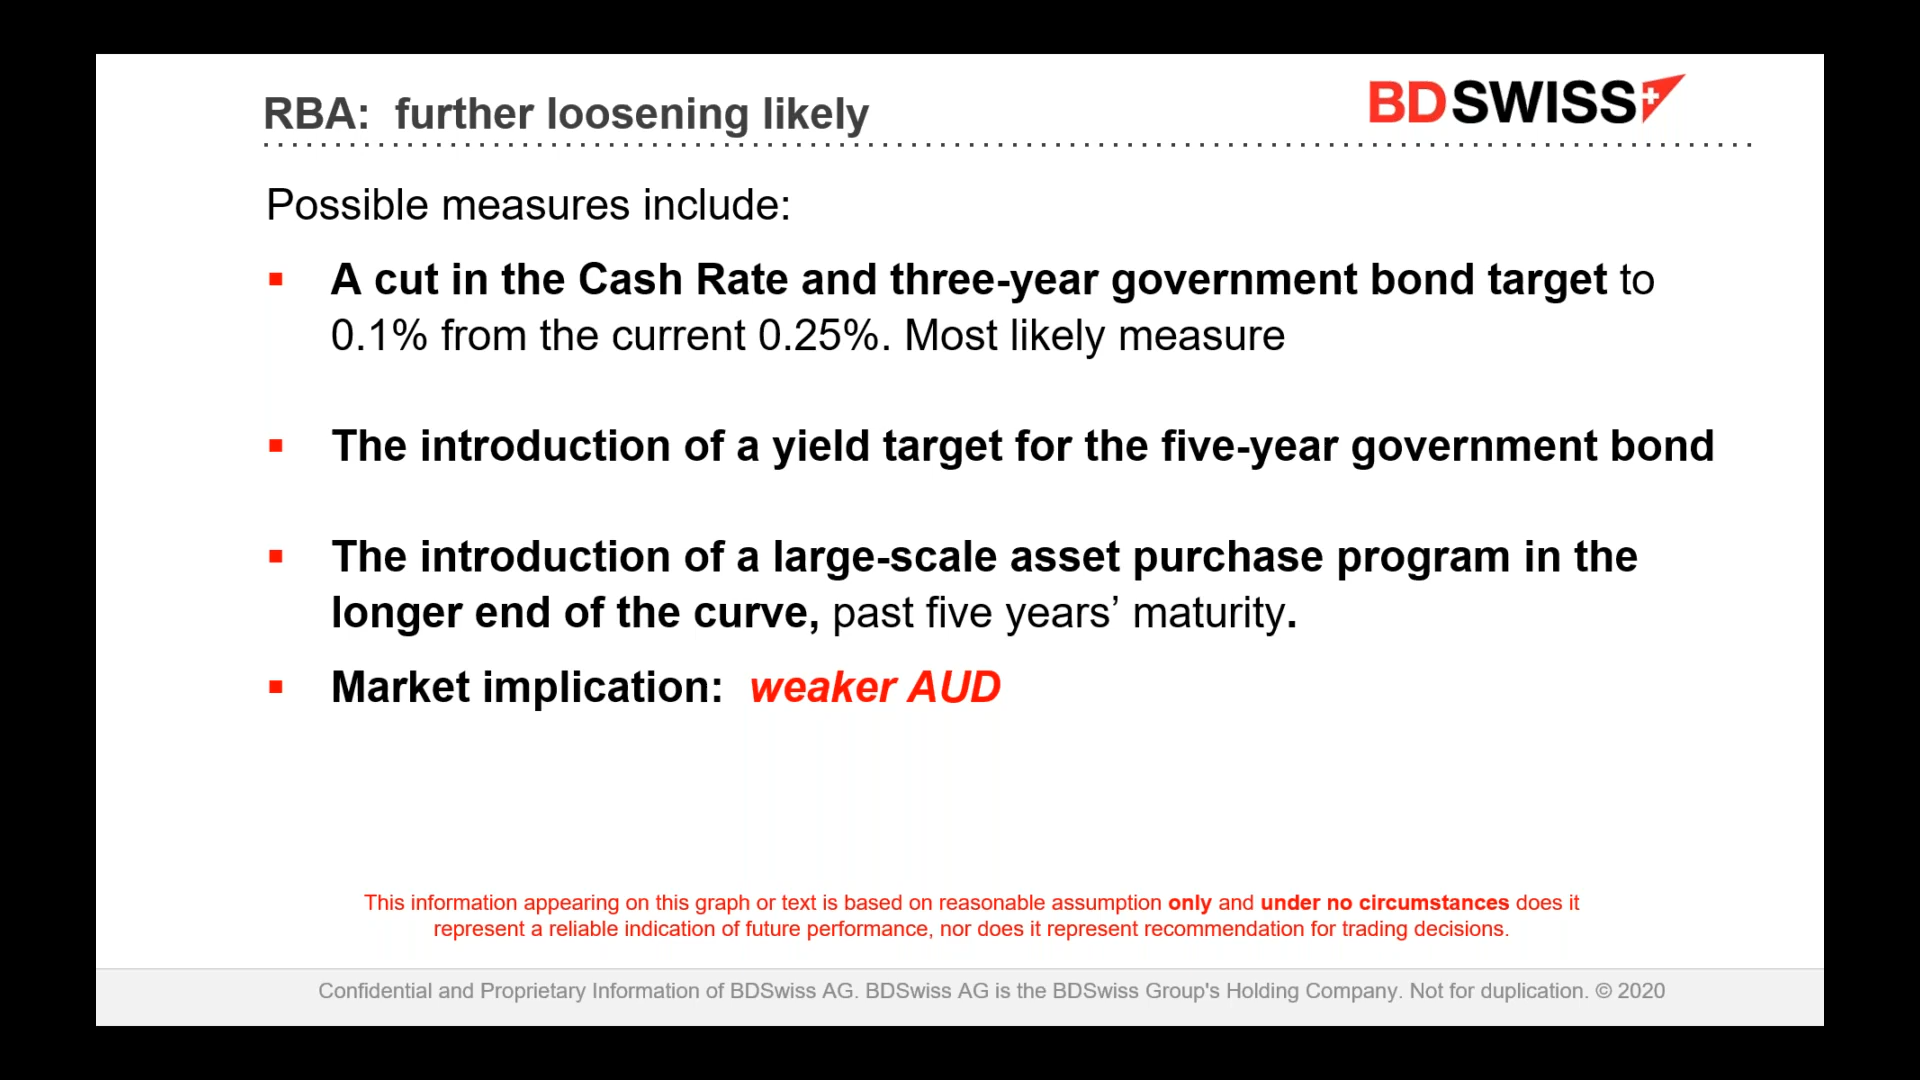 RBA: further loosening likely
BDSWISS
Possible measures include:
▪ A cut in the Cash Rate and three-year government bond target to
0.1% from the current 0.25%. Most likely measure
▪ The introduction of a yield target for the five-year government bond
▪ The introduction of a large-scale asset purchase program in the
longer end of the curve, past five years’ maturity.
▪ Market implication: weaker AUD
This information appearing on this graph or text is based on reasonable assumption only and under no circumstances does it
represent a reliable indication of future performance, nor does it represent recommendation for trading decisions.
Confidential and Proprietary Information of BDSwiss AG. BDSwiss AG is the BDSwiss Group's Holding Company. Not for duplication. © 2020